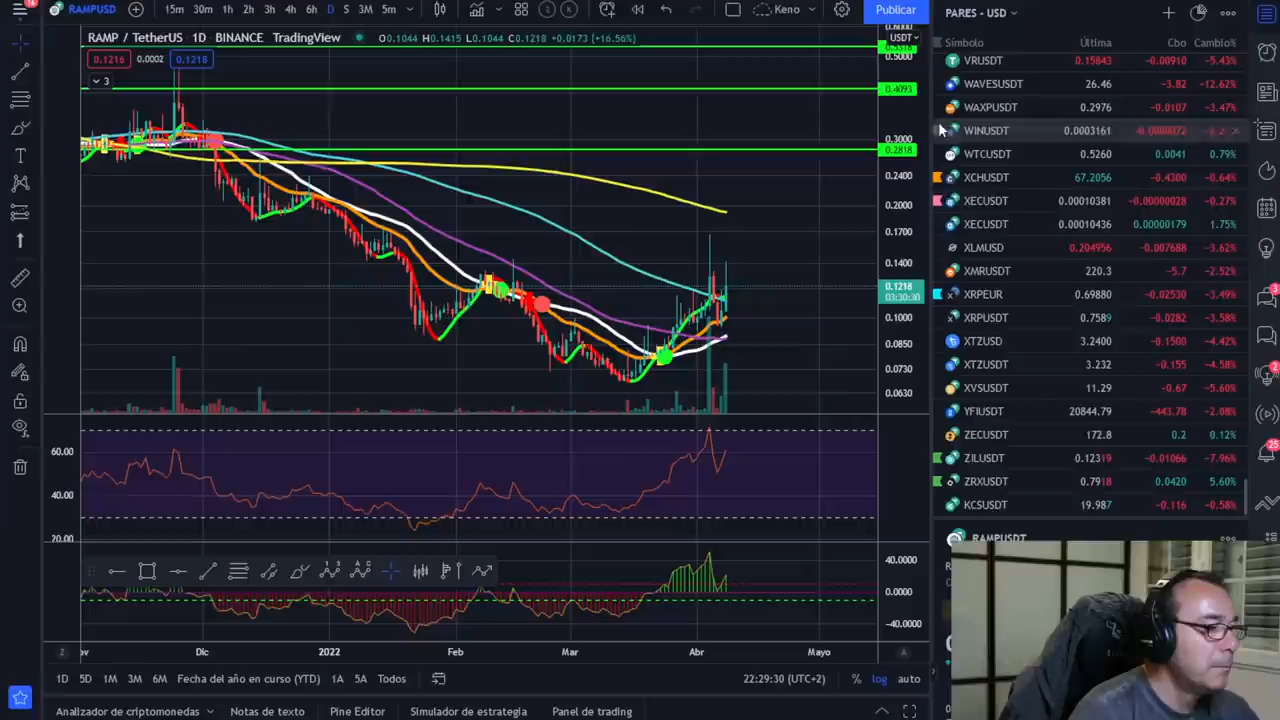 RAMPUSD 15m 30m 1h 2h 3h 4h 6h D S 3M 5m Keno Publicar
RAMP / TetherUS 1D BINANCE TradingView O0.1044 H0.1415 L0.1044 C0.1218 +0.0173 (+16.56%) USDT
0.1216 0.0002 0.1218
3
0.5000
0.4093
0.3000
0.2818
0.2400
0.2000
0.1700
0.1400
0.1218
03:30:30
0.1000
0.0850
0.0730
0.0630
60.00
40.00
20.00
40.0000
0.0000
-40.0000
Dic 2022 Feb Mar Abr Mayo
1D 5D 1M 3M 6M Fecha del año en curso (YTD) 1A 5A Todos 22:29:30 (UTC+2) % log auto
Analizador de criptomonedas Notas de texto Pine Editor Simulador de estrategia Panel de trading
PARES - USD
Símbolo Última Cbo Cambio%
VRUSDT 0.15843 -0.00910 -5.43%
WAVESUSDT 26.46 -3.82 -12.62%
WAXPUSDT 0.2976 -0.0107 -3.47%
WINUSDT 0.0003161 -0.0000072
WTCUSDT 0.5260 0.0041 0.79%
XCHUSDT 67.2056 -0.4300 -0.64%
XECUSDT 0.00010381 -0.00000028 -0.27%
XECUSDT 0.00010436 0.00000179 1.75%
XLMUSD 0.204956 -0.007688 -3.62%
XMRUSDT 220.3 -5.7 -2.52%
XRPEUR 0.69880 -0.02530 -3.49%
XRPUSDT 0.7589 -0.0282 -3.58%
XTZUSD 3.2400 -0.1500 -4.42%
XTZUSDT 3.232 -0.155 -4.58%
XVSUSDT 11.29 -0.67 -5.60%
YFIUSDT 20844.79 -443.78 -2.08%
ZECUSDT 172.8 0.2 0.12%
ZILUSDT 0.12319 -0.01066 -7.96%
ZRXUSDT 0.7918 0.0420 5.60%
KCSUSDT 19.987 -0.116 -0.58%
RAMPUSDT
3
2
25